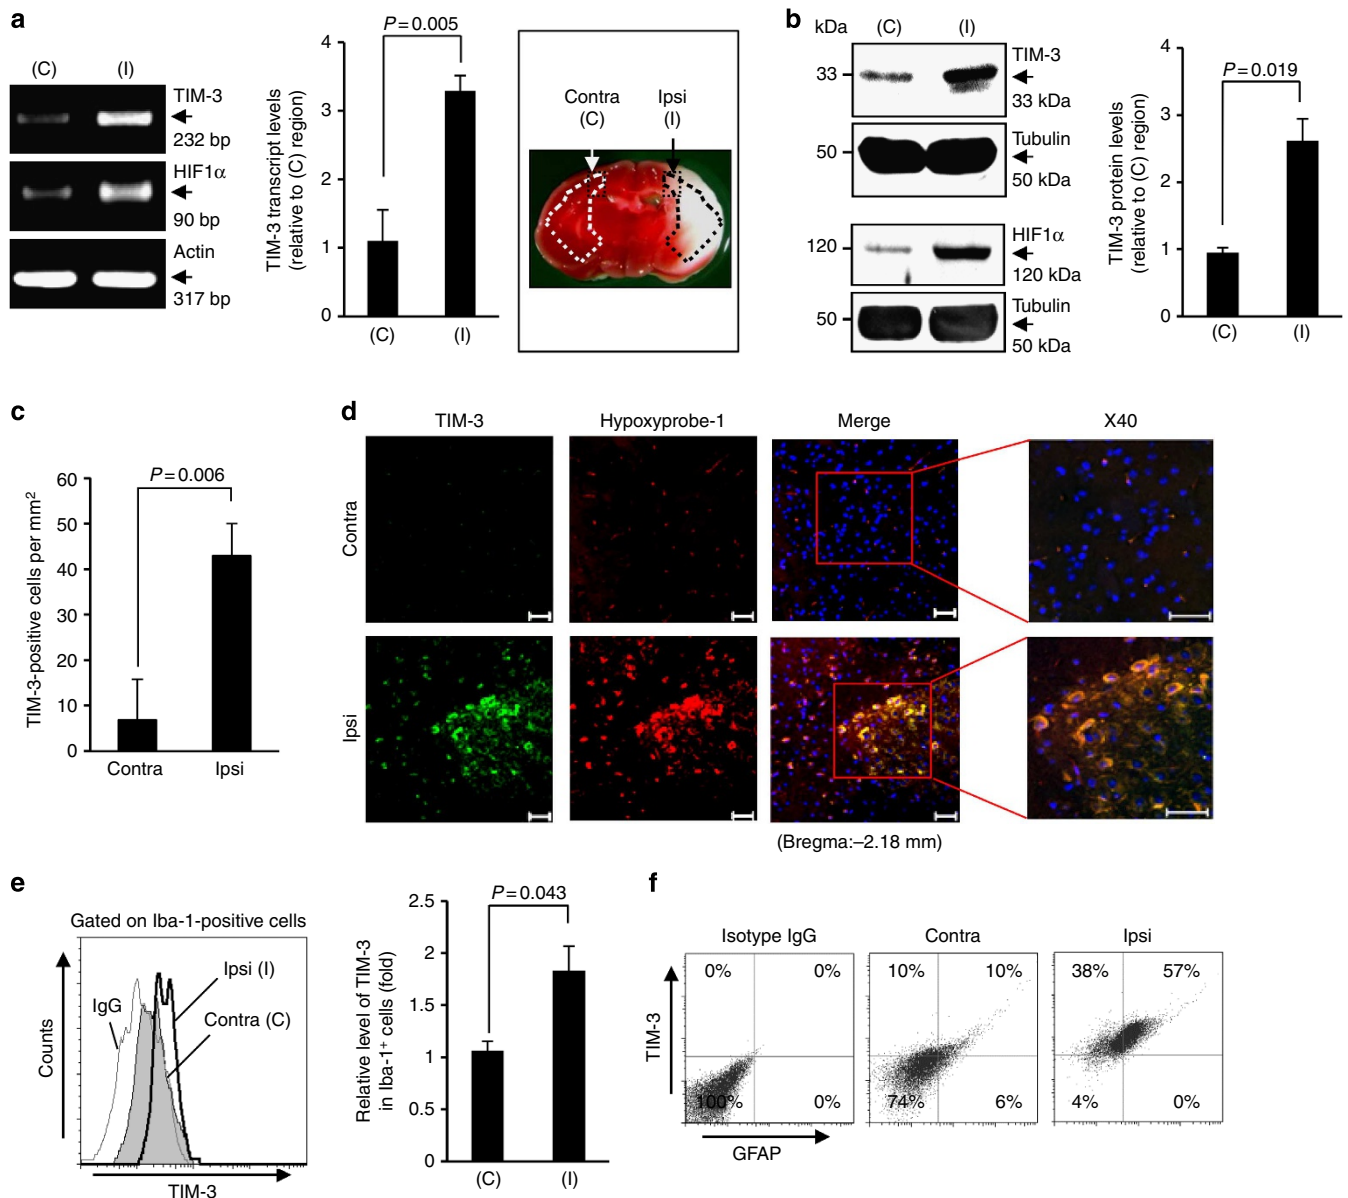 a
(C)
(I)
TIM-3
232 bp
HIF1α
90 bp
Actin
317 bp
TIM-3 transcript levels
(relative to (C) region)
4
3
2
1
0
P=0.005
(C)
(I)
Contra
(C)
Ipsi
(I)
b
kDa
(C)
(I)
33
TIM-3
33 kDa
50
Tubulin
50 kDa
120
HIF1α
120 kDa
50
Tubulin
50 kDa
TIM-3 protein levels
(relative to (C) region)
4
3
2
1
0
P=0.019
(C)
(I)
c
TIM-3-positive cells per mm²
60
50
40
30
20
10
0
P=0.006
Contra
Ipsi
d
TIM-3
Hypoxyprobe-1
Merge
X40
Contra
Ipsi
(Bregma:–2.18 mm)
e
Gated on Iba-1-positive cells
Counts
IgG
Ipsi (I)
Contra (C)
TIM-3
Relative level of TIM-3
in Iba-1⁺ cells (fold)
2.5
2
1.5
1
0.5
0
P=0.043
(C)
(I)
f
Isotype IgG
Contra
Ipsi
TIM-3
0%
0%
100%
0%
10%
10%
74%
6%
38%
57%
4%
0%
GFAP